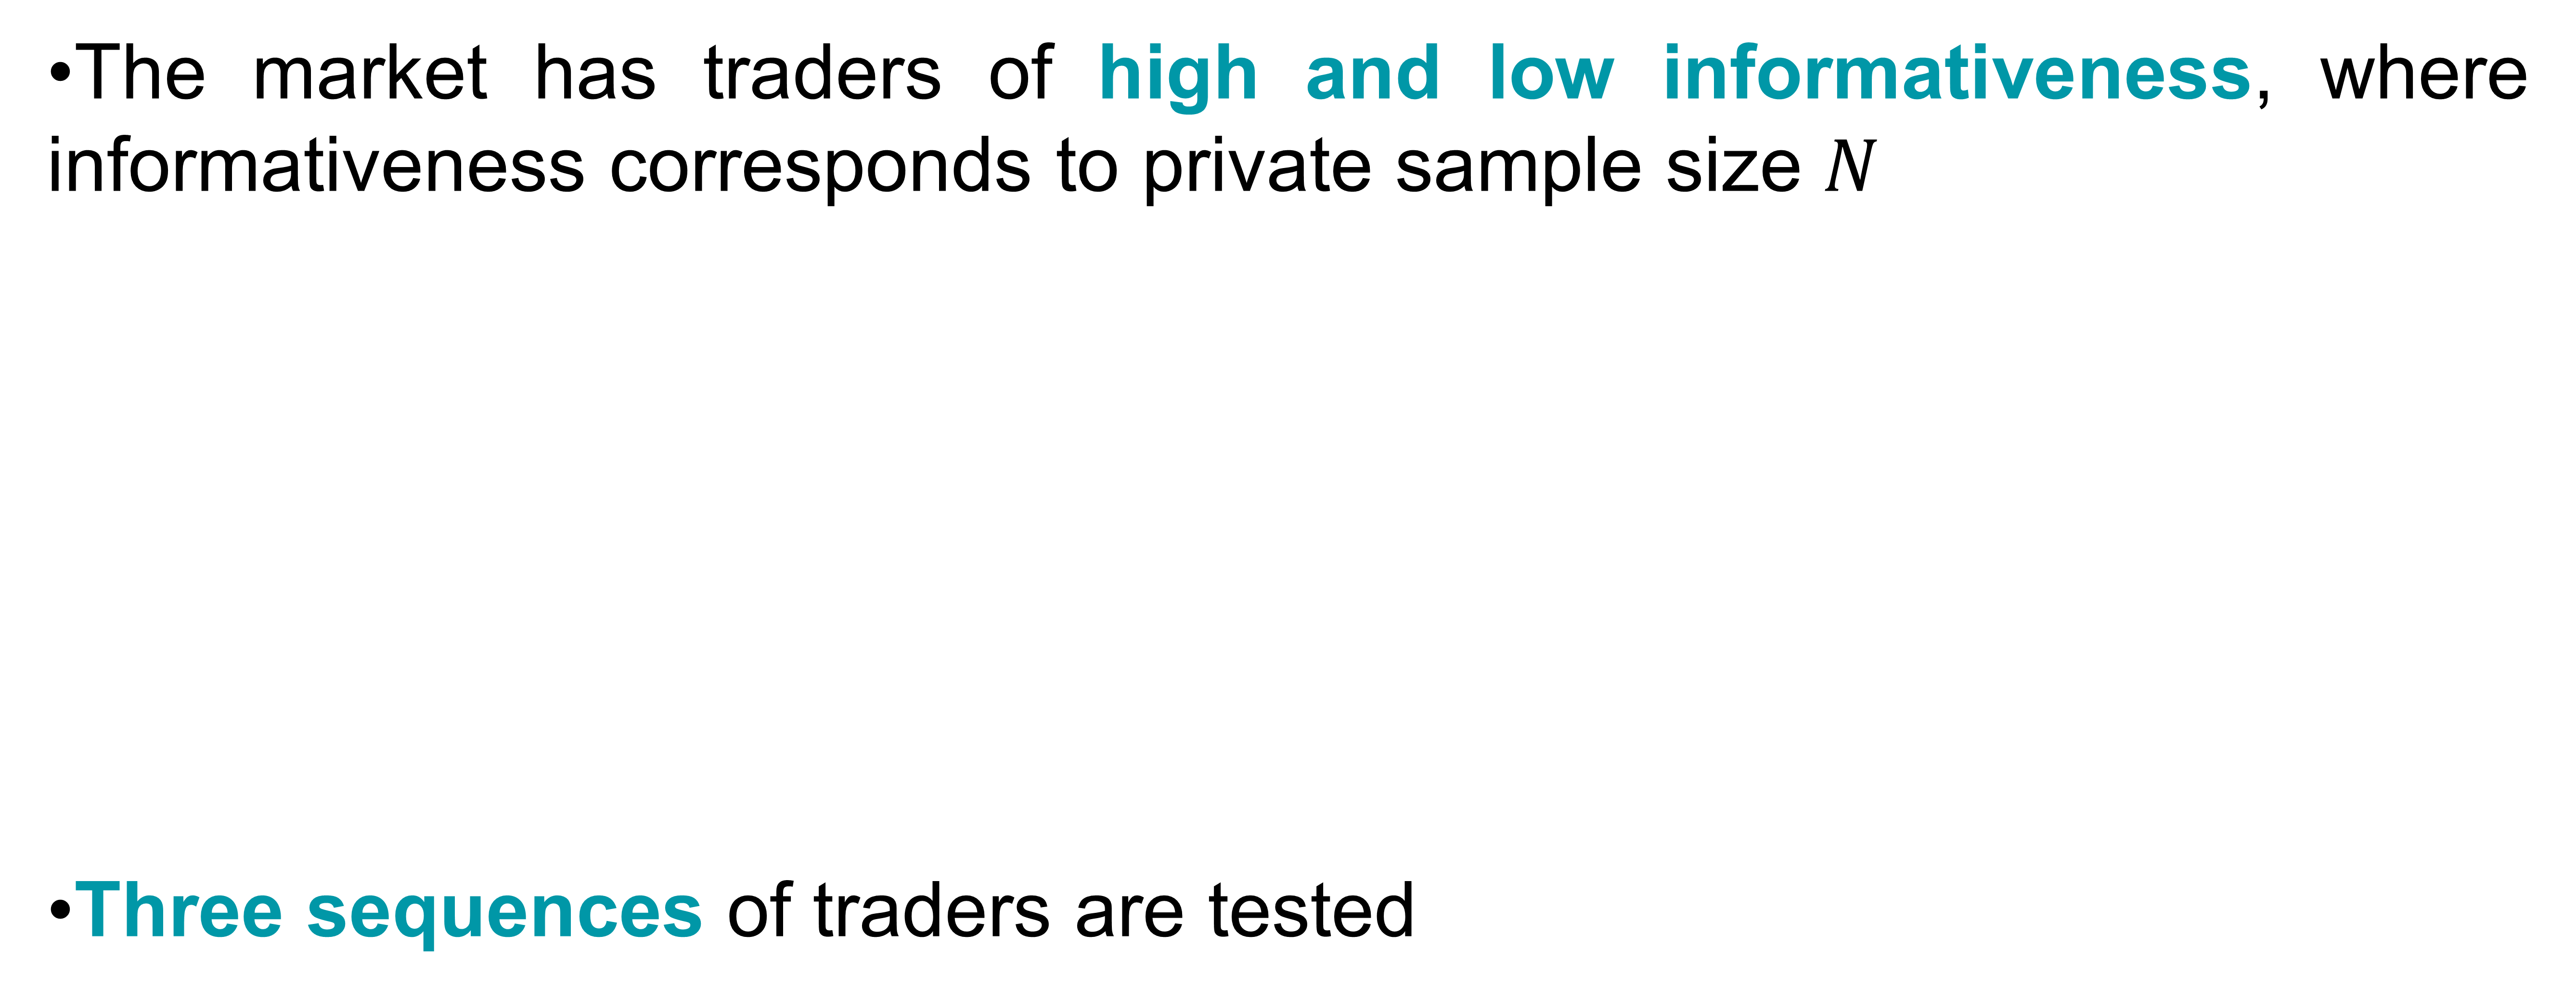 •The market has traders of high and low informativeness, where
informativeness corresponds to private sample size N
•Three sequences of traders are tested